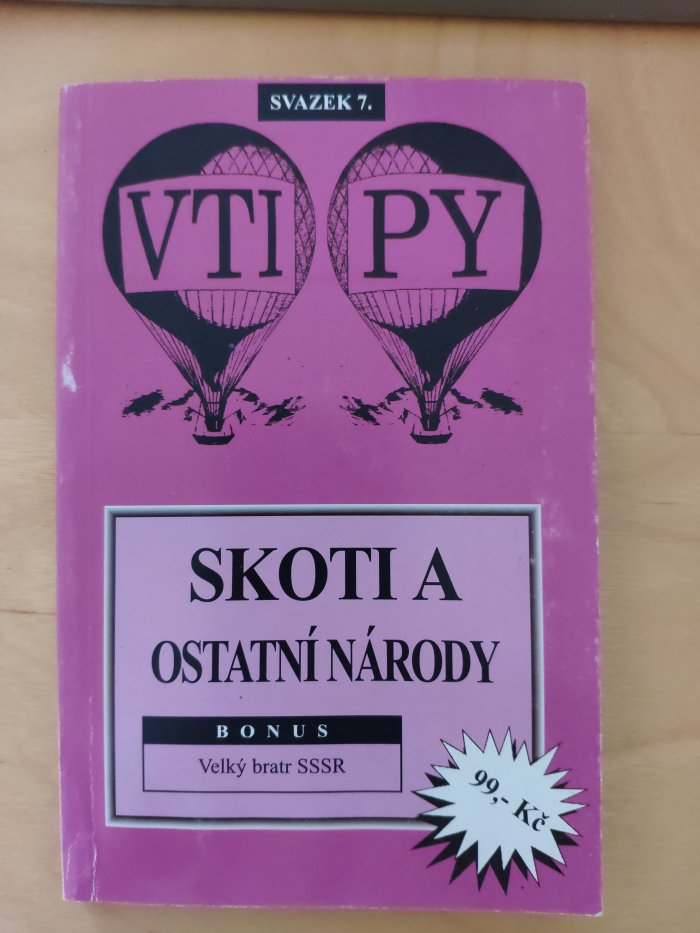 SVAZEK 7.
VTI PY
SKOTI A
OSTATNÍ NÁRODY
BONUS
Velký bratr SSSR
99,- Kč